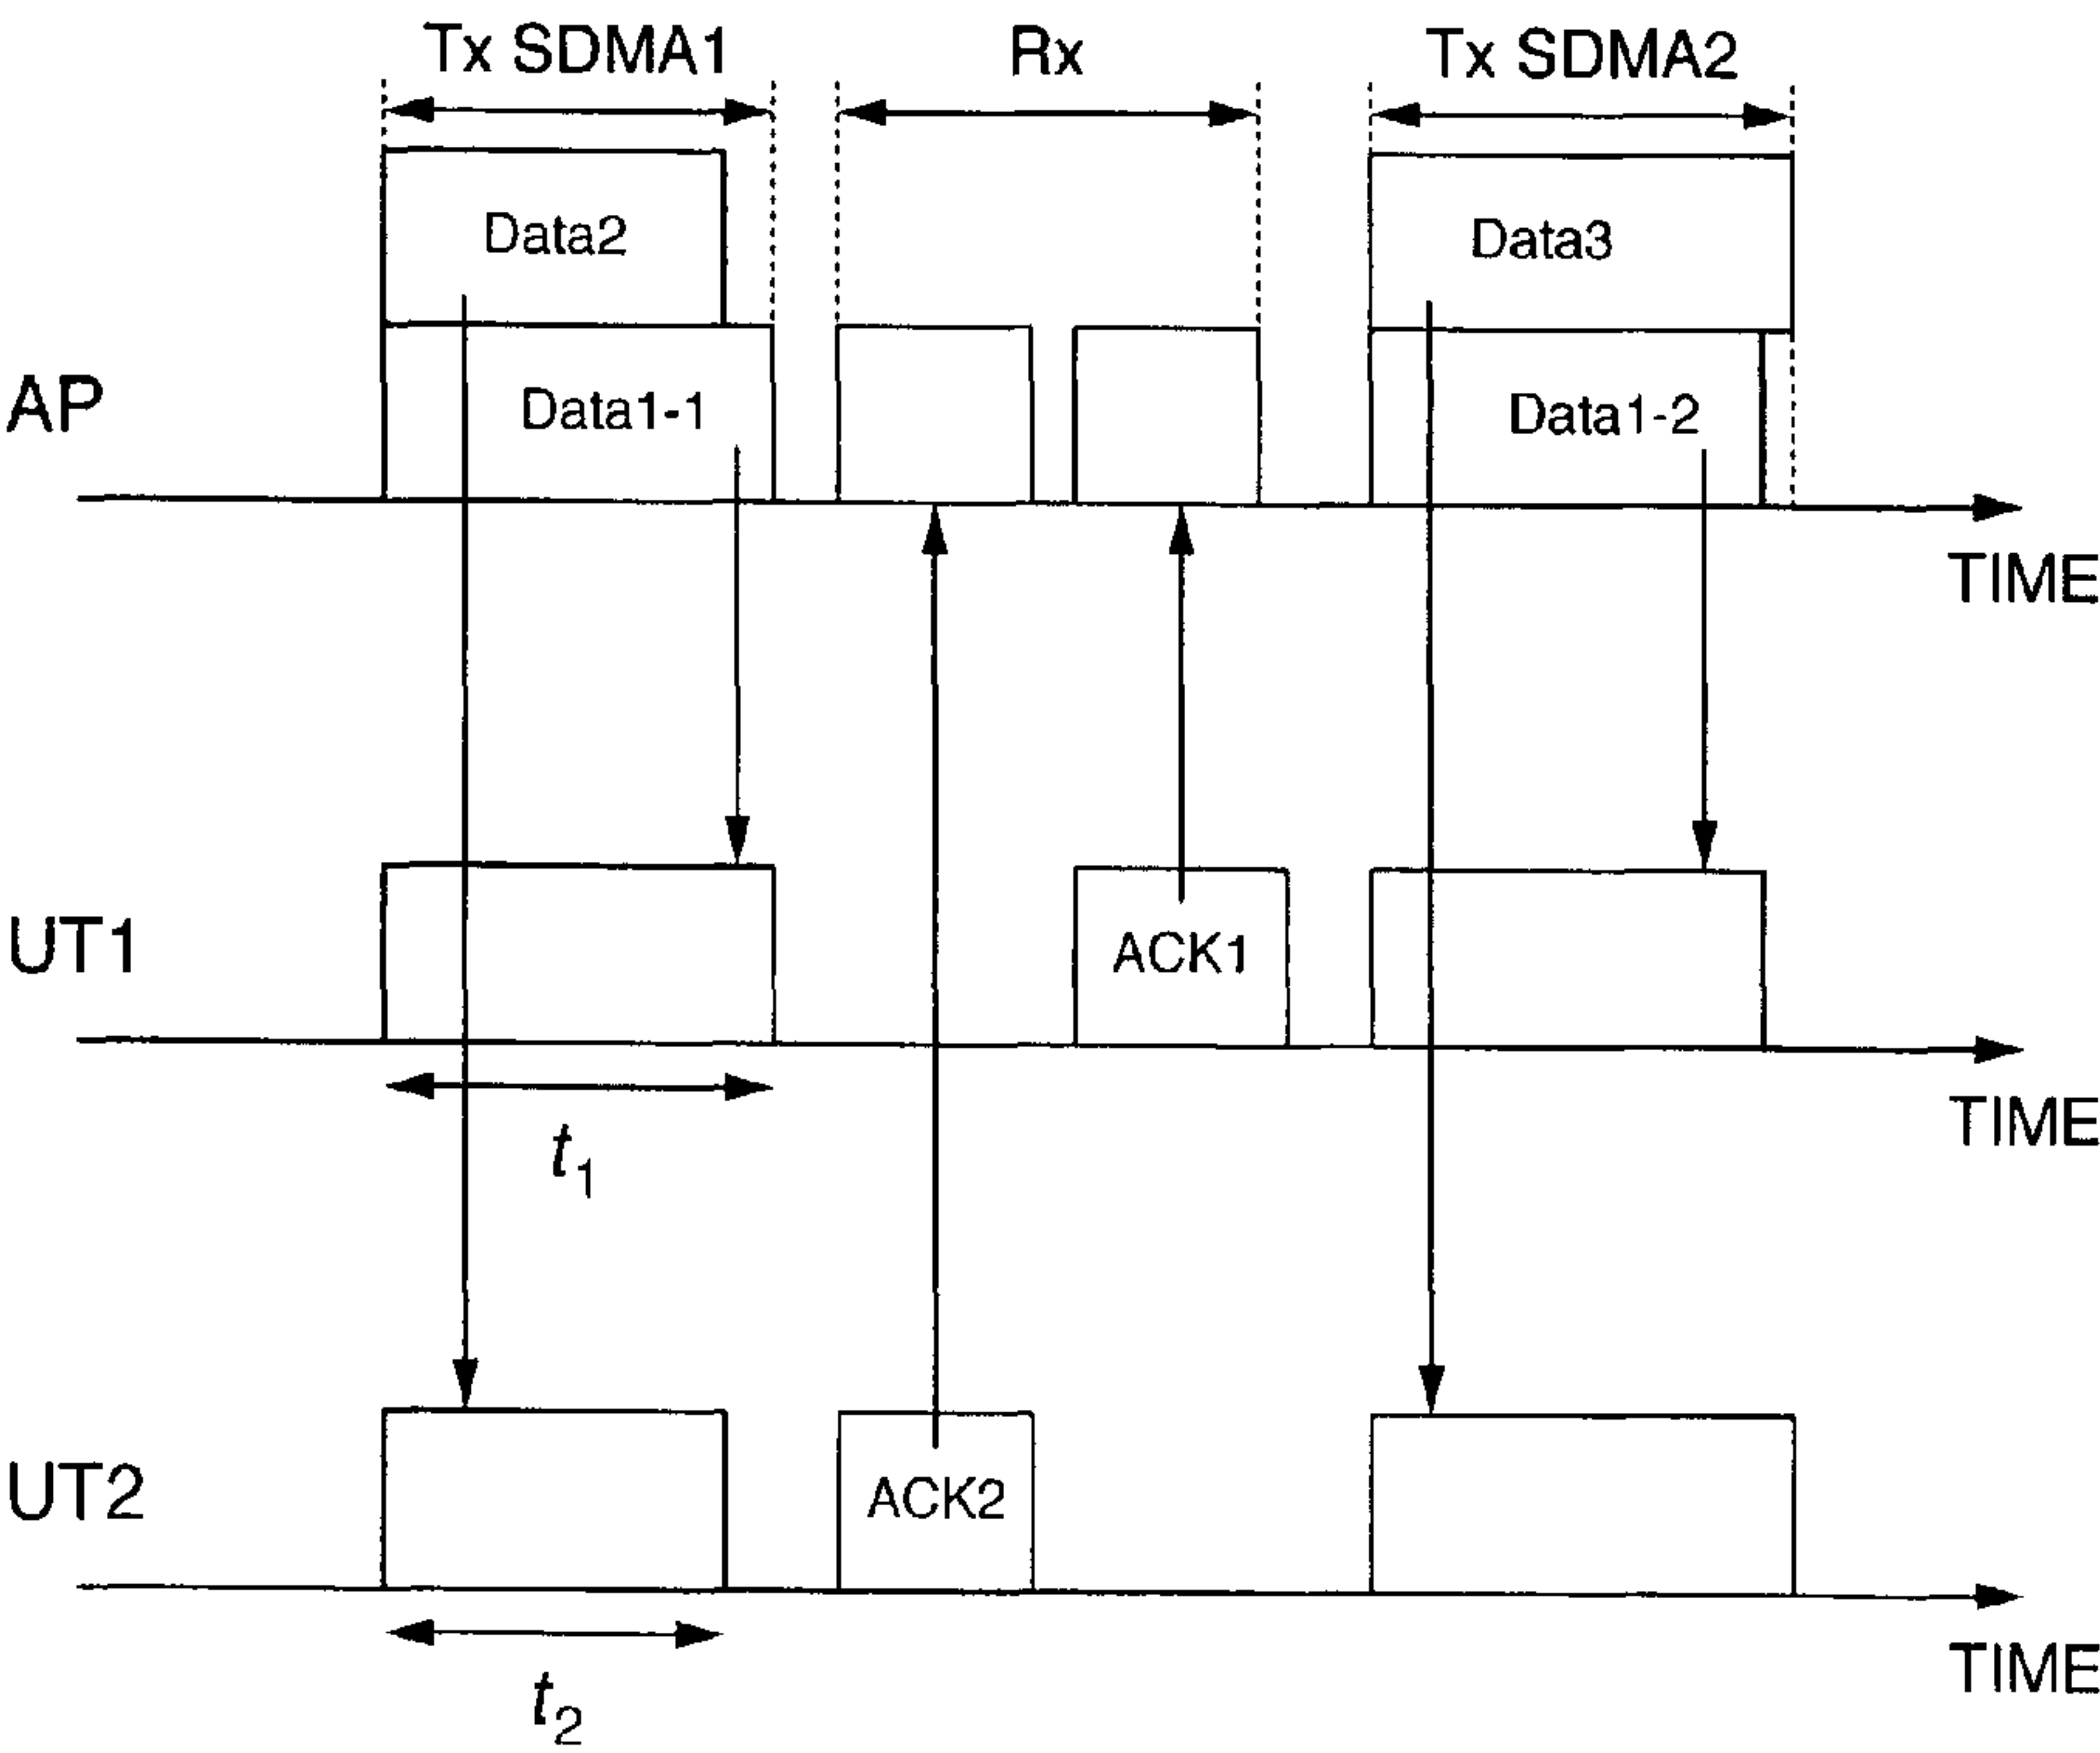 Tx SDMA1
Rx
Tx SDMA2
Data2
Data3
AP
Data1-1
Data1-2
TIME
UT1
ACK1
TIME
t1
UT2
ACK2
TIME
t2